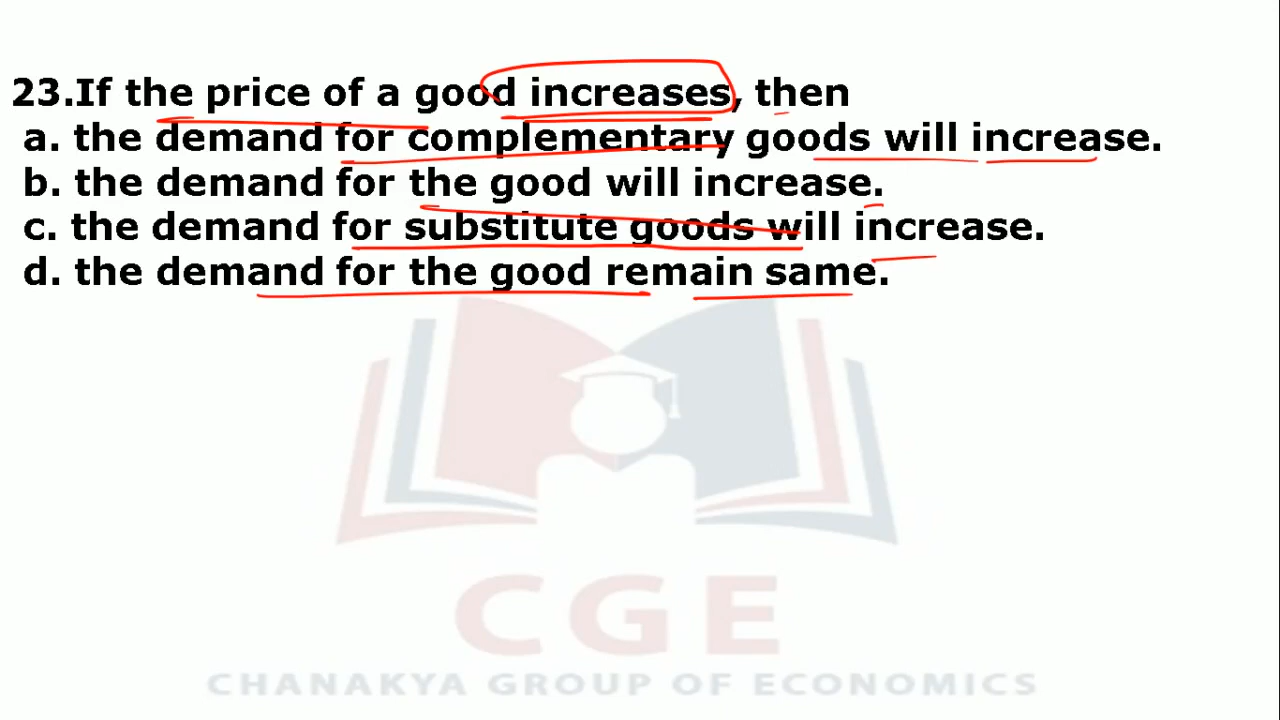 23.If the price of a good increases, then
a. the demand for complementary goods will increase.
b. the demand for the good will increase.
c. the demand for substitute goods will increase.
d. the demand for the good remain same.
CGE
CHANAKYA GROUP OF ECONOMICS